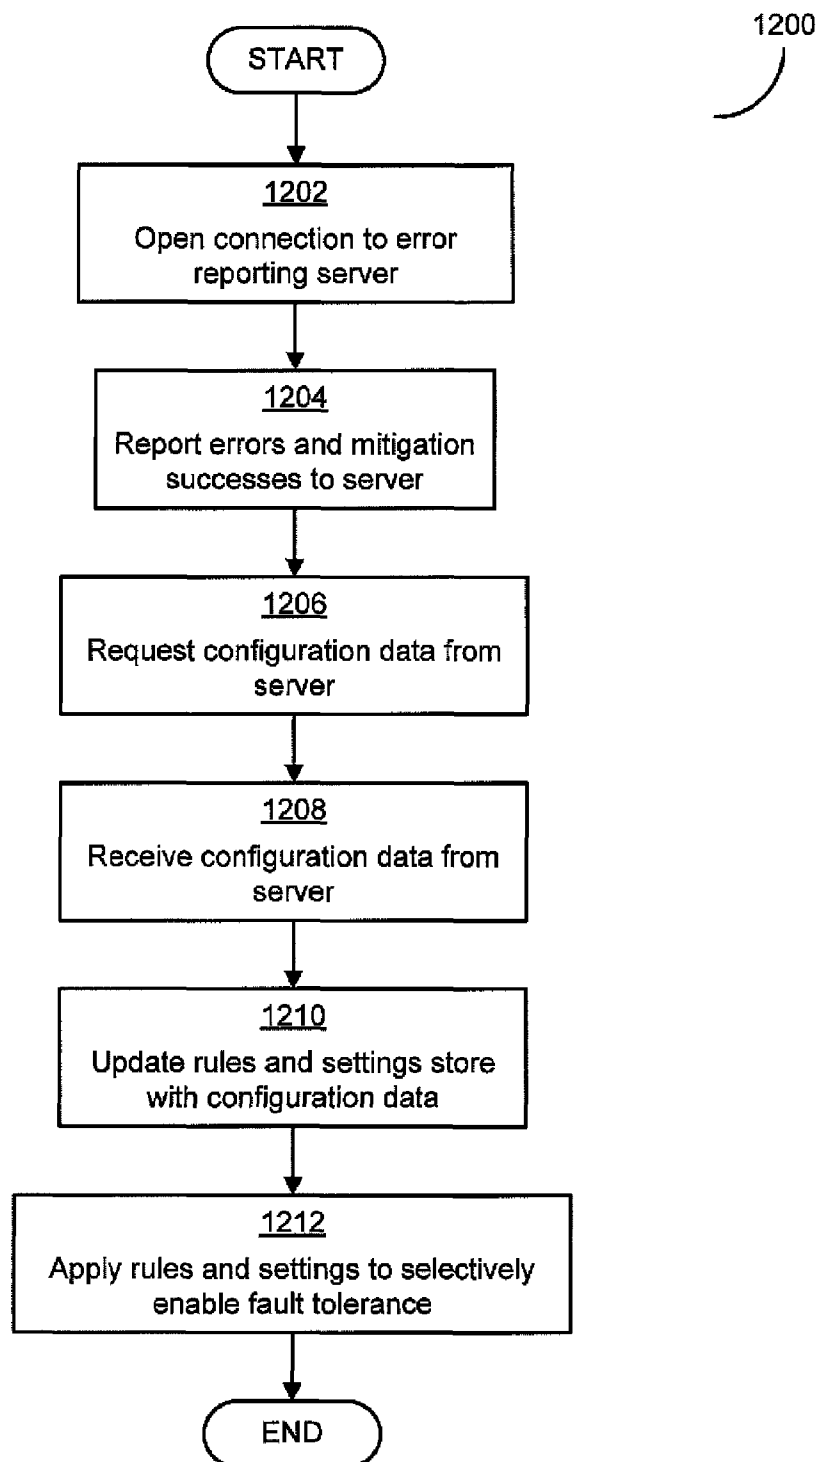 1200
START
1202
Open connection to error
reporting server
1204
Report errors and mitigation
successes to server
1206
Request configuration data from
server
1208
Receive configuration data from
server
1210
Update rules and settings store
with configuration data
1212
Apply rules and settings to selectively
enable fault tolerance
END